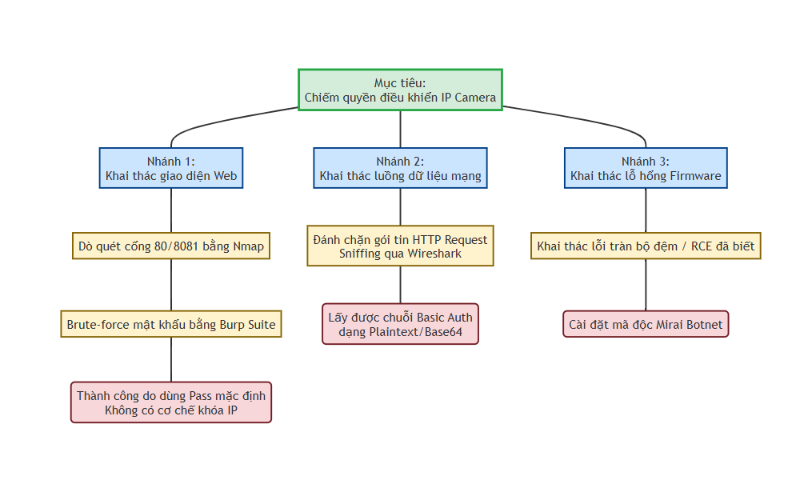 Mục tiêu:
Chiếm quyền điều khiển IP Camera
Nhánh 1:
Khai thác giao diện Web
Nhánh 2:
Khai thác luồng dữ liệu mạng
Nhánh 3:
Khai thác lỗ hổng Firmware
Dò quét cổng 80/8081 bằng Nmap
Đánh chặn gói tin HTTP Request
Sniffing qua Wireshark
Khai thác lỗi tràn bộ đệm / RCE đã biết
Brute-force mật khẩu bằng Burp Suite
Lấy được chuỗi Basic Auth
dạng Plaintext/Base64
Cài đặt mã độc Mirai Botnet
Thành công do dùng Pass mặc định
Không có cơ chế khóa IP